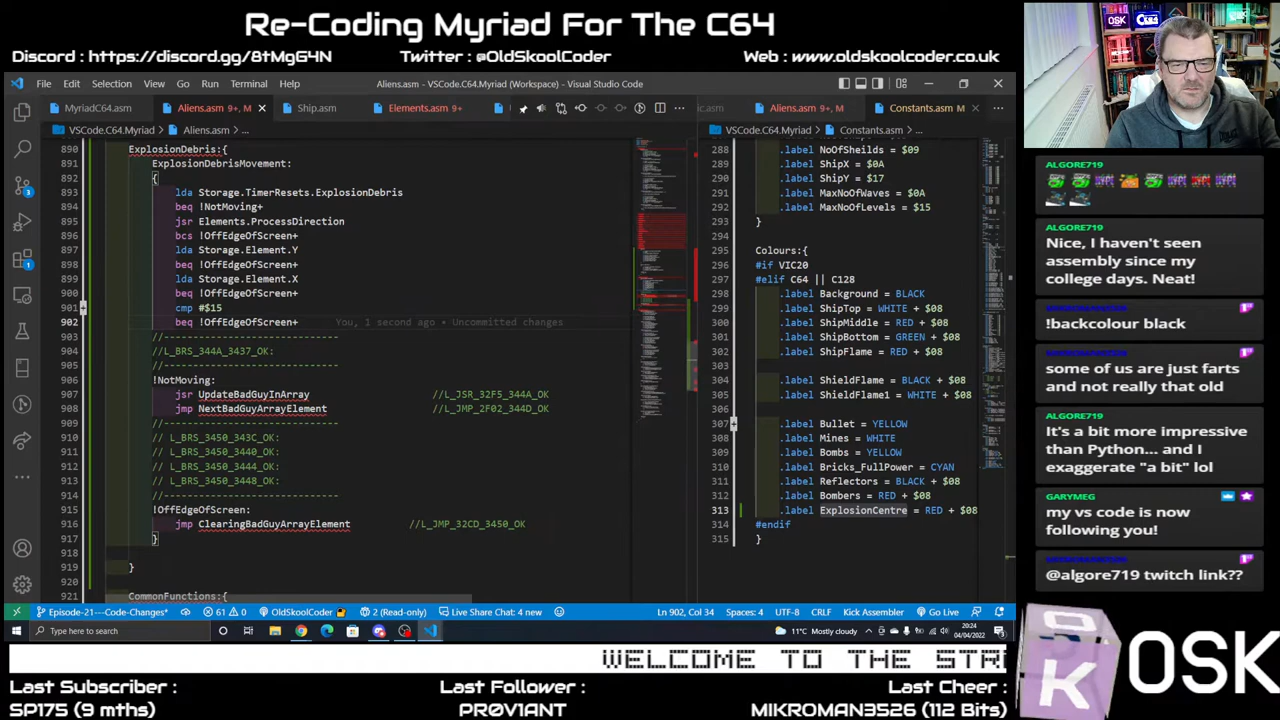 Re-Coding Myriad For The C64
Discord : https://discord.gg/8tMgG4N
Twitter : @OldSkoolCoder
Web : www.oldskoolcoder.co.uk
File Edit Selection View Go Run Terminal Help
Aliens.asm - VSCode.C64.Myriad (Workspace) - Visual Studio Code
MyriadC64.asm
Aliens.asm 9+, M
Ship.asm
Elements.asm 9+
ic.asm
Aliens.asm 9+, M
Constants.asm M
VSCode.C64.Myriad > Aliens.asm > ...
VSCode.C64.Myriad > Constants.asm > ...
890 ExplosionDebris:{
891 ExplosionDebrisMovement:
892 {
893 lda Storage.TimerResets.ExplosionDebris
894 beq !NotMoving+
895 jsr Elements.ProcessDirection
896 bcs !OffEdgeOfScreen+
897 lda Storage.Element.Y
898 beq !OffEdgeOfScreen+
899 lda Storage.Element.X
900 beq !OffEdgeOfScreen+
901 cmp #$15
902 beq !OffEdgeOfScreen+ You, 1 second ago • Uncommitted changes
903 //---------------------------
904 //L_BRS_344A_3437_OK:
905 //---------------------------
906 !NotMoving:
907 jsr UpdateBadGuyInArray //L_JSR_32F5_344A_OK
908 jmp NextBadGuyArrayElement //L_JMP_2F02_344D_OK
909 //---------------------------
910 // L_BRS_3450_343C_OK:
911 // L_BRS_3450_3440_OK:
912 // L_BRS_3450_3444_OK:
913 // L_BRS_3450_3448_OK:
914 //---------------------------
915 !OffEdgeOfScreen:
916 jmp ClearingBadGuyArrayElement //L_JMP_32CD_3450_OK
917 }
918
919 }
920
921 CommonFunctions:{
288 .label NoOfSheilds = $09
289 .label ShipX = $0A
290 .label ShipY = $17
291 .label MaxNoOfWaves = $0A
292 .label MaxNoOfLevels = $15
293 }
294
295 Colours:{
296 #if VIC20
297 #elif C64 || C128
298 .label Background = BLACK
299 .label ShipTop = WHITE + $08
300 .label ShipMiddle = RED + $08
301 .label ShipBottom = GREEN + $08
302 .label ShipFlame = RED + $08
303
304 .label ShieldFlame = BLACK + $08
305 .label ShieldFlame1 = WHITE + $08
306
307 .label Bullet = YELLOW
308 .label Mines = WHITE
309 .label Bombs = YELLOW
310 .label Bricks_FullPower = CYAN
311 .label Reflectors = BLACK + $08
312 .label Bombers = RED + $08
313 .label ExplosionCentre = RED + $08
314 #endif
315 }
Episode-21---Code-Changes* 61 0 OldSkoolCoder 2 (Read-only) Live Share: 4 new
Ln 902, Col 34 Spaces: 4 UTF-8 CRLF Kick Assembler Go Live
Type here to search
11°C Mostly cloudy
20:24
04/04/2022
ALGORE719
ALGORE719
Nice, I haven't seen
assembly since my
college days. Neat!
!backcolour black
some of us are just farts
and not really that old
ALGORE719
It's a bit more impressive
than Python... and I
exaggerate "a bit" lol
GARYMEG
my vs code is now
following you!
@algore719 twitch link??
WELCOME TO THE STR
OSK
Last Subscriber :
SP175 (9 mths)
Last Follower :
PR0V1ANT
Last Cheer :
MIKROMAN3526 (112 Bits)